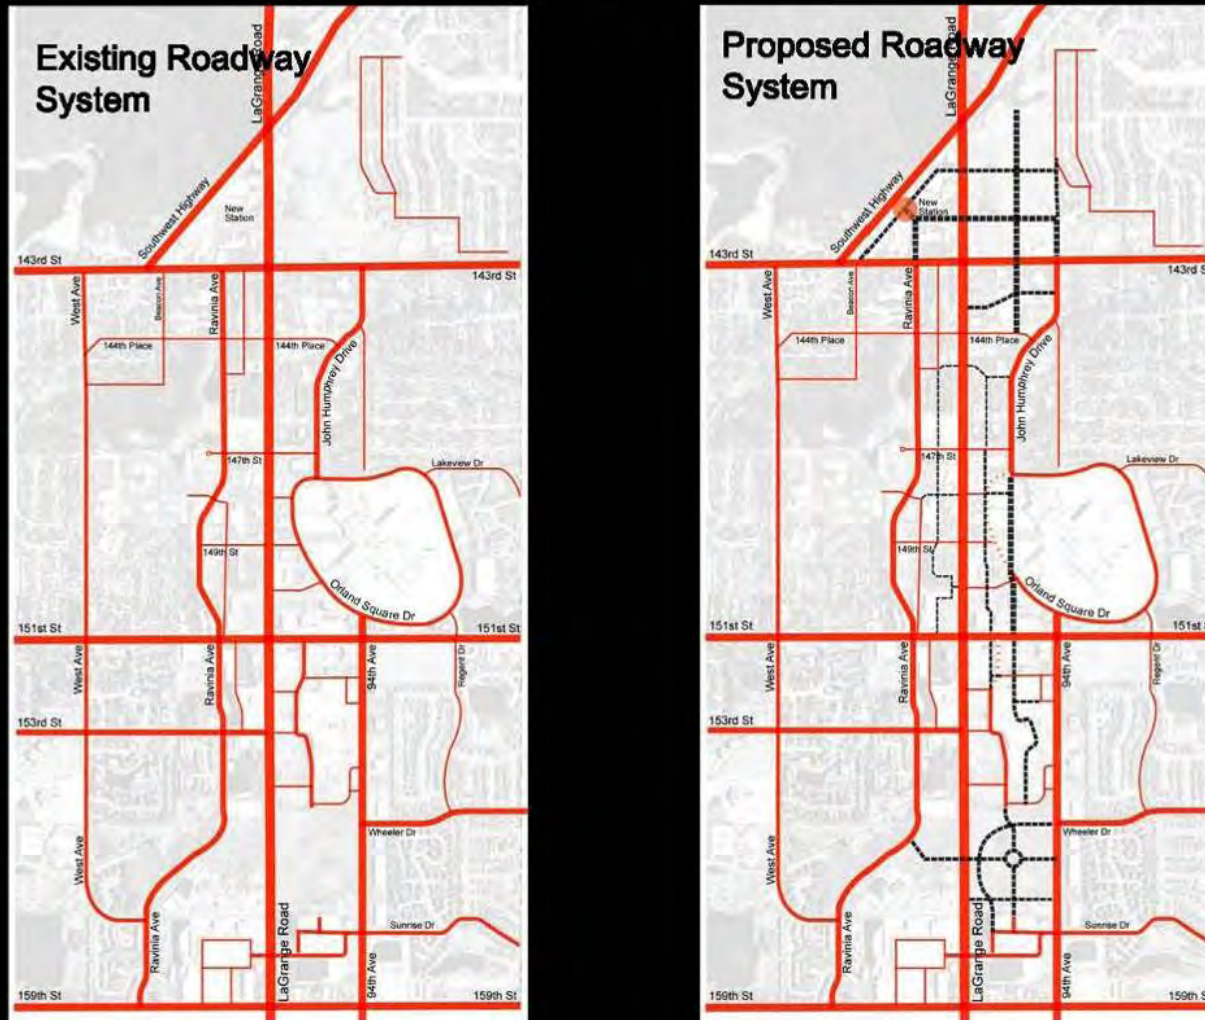 Existing Roadway
System
LaGrange Road
Southwest Highway
New
Station
143rd St
143rd St
West Ave
Beacon Ave
Ravinia Ave
144th Place
144th Place
John Humphrey Drive
147th St
Lakeview Dr
149th St
Orland Square Dr
151st St
151st St
West Ave
Ravinia Ave
94th Ave
Regent Dr
153rd St
Wheeler Dr
West Ave
Ravinia Ave
LaGrange Road
Sunrise Dr
94th Ave
159th St
159th St
Proposed Roadway
System
LaGrange Road
Southwest Highway
New
Station
143rd St
143rd S
West Ave
Beacon Ave
Ravinia Ave
144th Place
144th Place
John Humphrey Drive
147th St
Lakeview Dr
149th St
Orland Square Dr
151st St
151st S
West Ave
Ravinia Ave
94th Ave
Regent Dr
153rd St
Wheeler Dr
West Ave
Ravinia Ave
LaGrange Road
Sunrise Dr
94th Ave
159th St
159th S